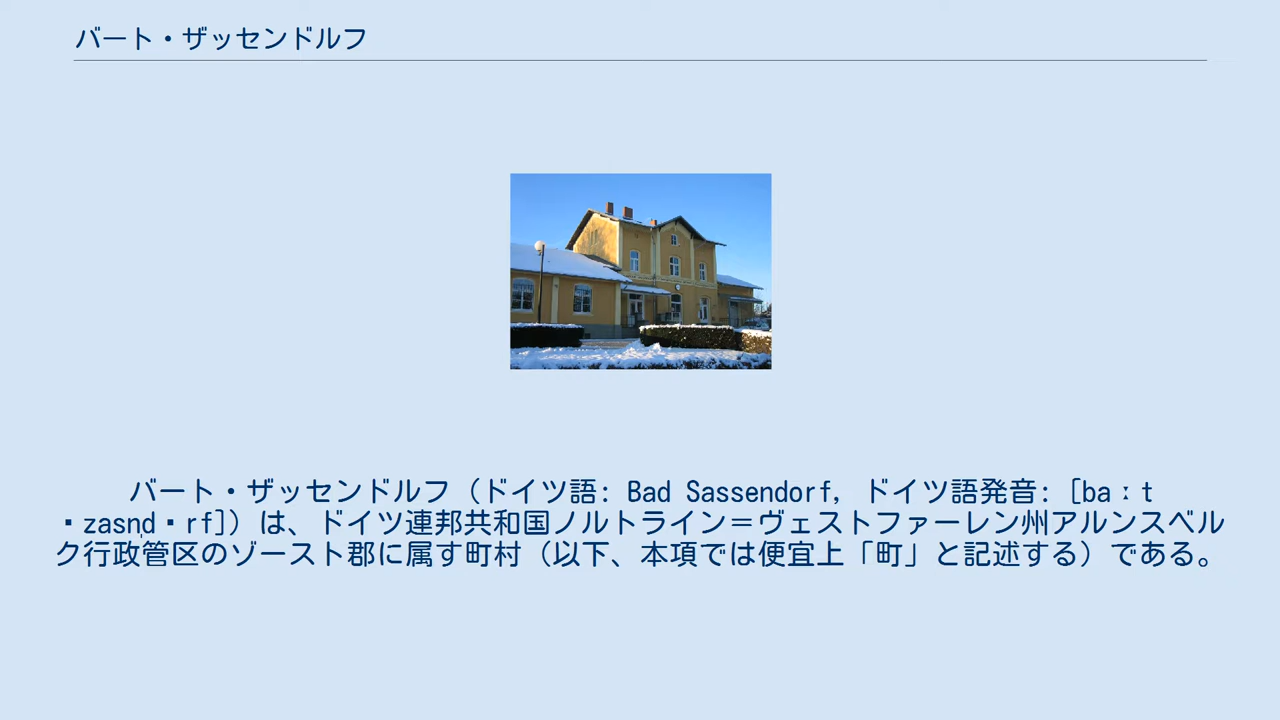 バート・ザッセンドルフ
バート・ザッセンドルフ（ドイツ語: Bad Sassendorf, ドイツ語発音: [baːt
▪zasn̩d▪rf]）は、ドイツ連邦共和国ノルトライン＝ヴェストファーレン州アルンスベル
ク行政管区のゾースト郡に属す町村（以下、本項では便宜上「町」と記述する）である。